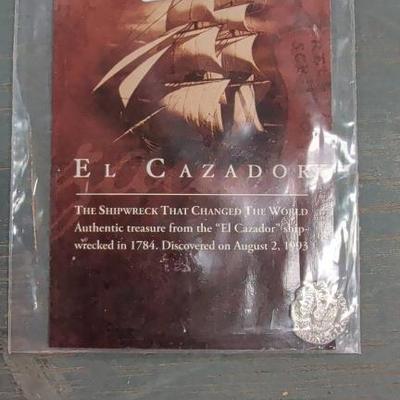 EL CAZADOR
THE SHIPWRECK THAT CHANGED THE WORLD
Authentic treasure from the "El Cazador" ship-
wrecked in 1784. Discovered on August 2, 1993